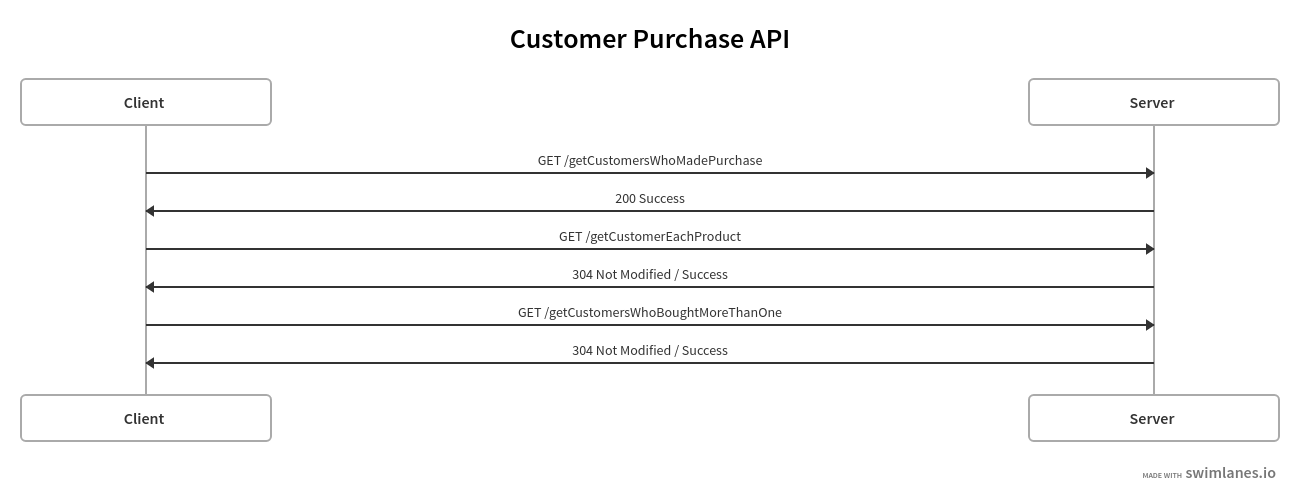 Customer Purchase API
Client
Server
GET /getCustomersWhoMadePurchase
200 Success
GET /getCustomerEachProduct
304 Not Modified / Success
GET /getCustomersWhoBoughtMoreThanOne
304 Not Modified / Success
Client
Server
MADE WITH swimlanes.io